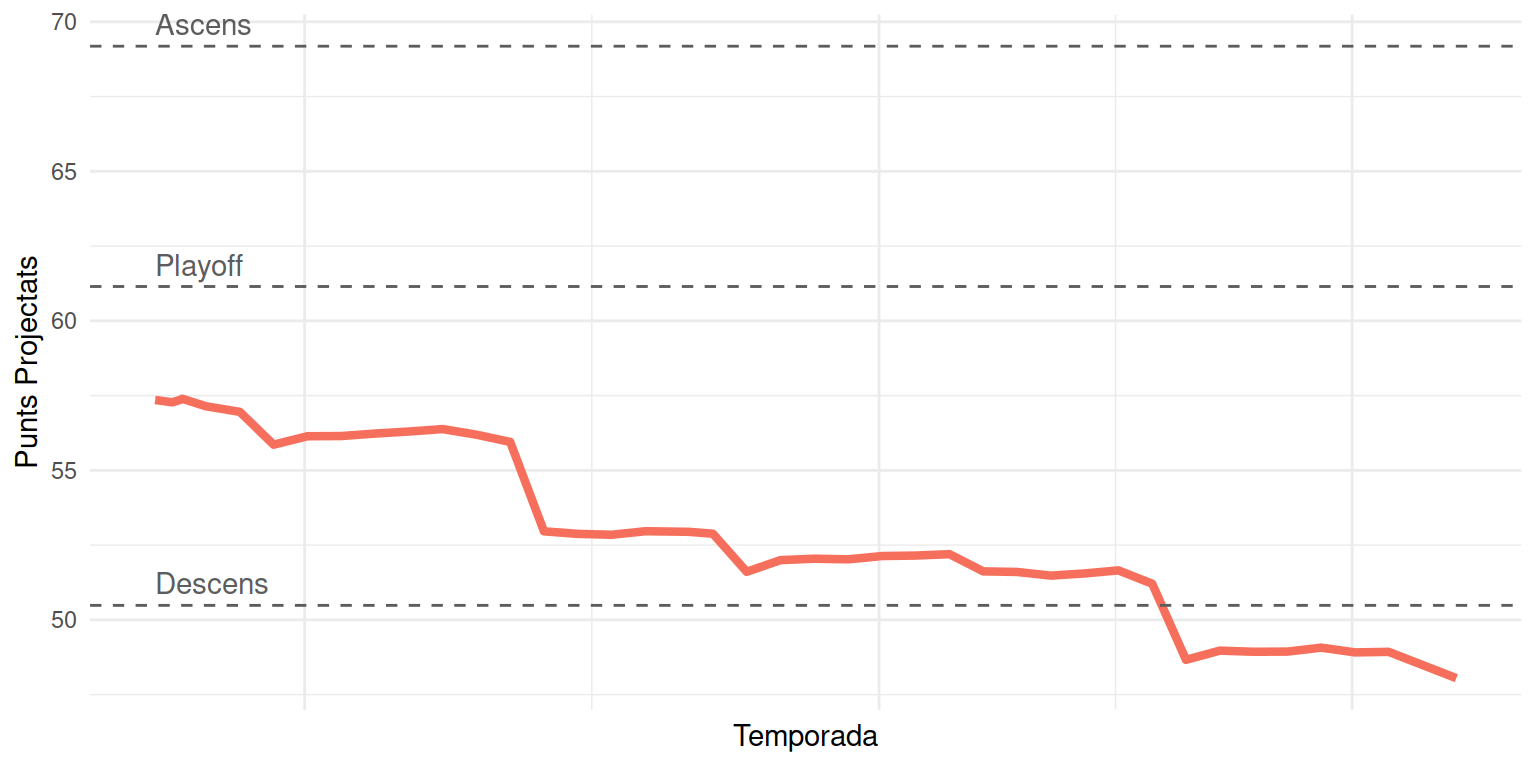 70
Ascens
65
Playoff
60
Punts Projectats
55
Descens
50
Temporada